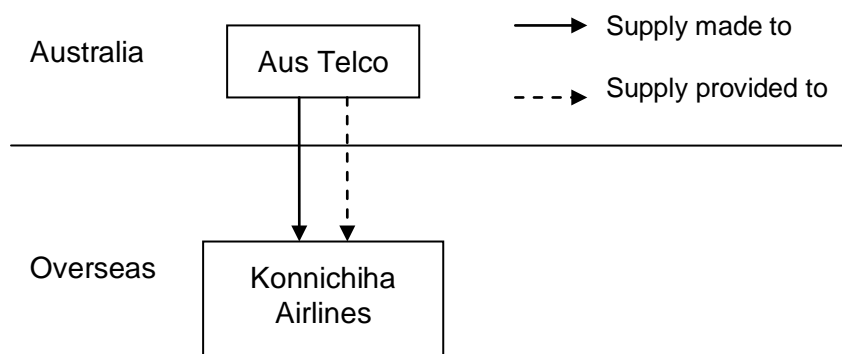 Australia
Aus Telco
Supply made to
Supply provided to
Overseas
Konnichiha
Airlines